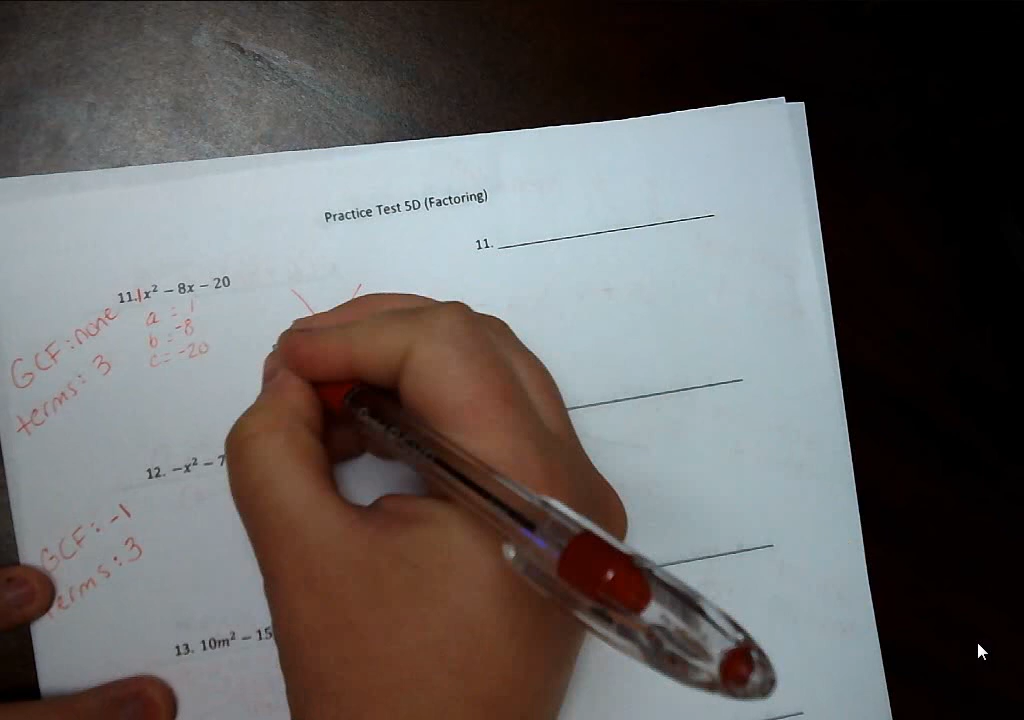 Practice Test 5D (Factoring)
11.
11. 1x² – 8x – 20
a = 1
b = -8
c = -20
GCF: none
terms: 3
12. –x² – 7
GCF: -1
terms: 3
13. 10m² – 15